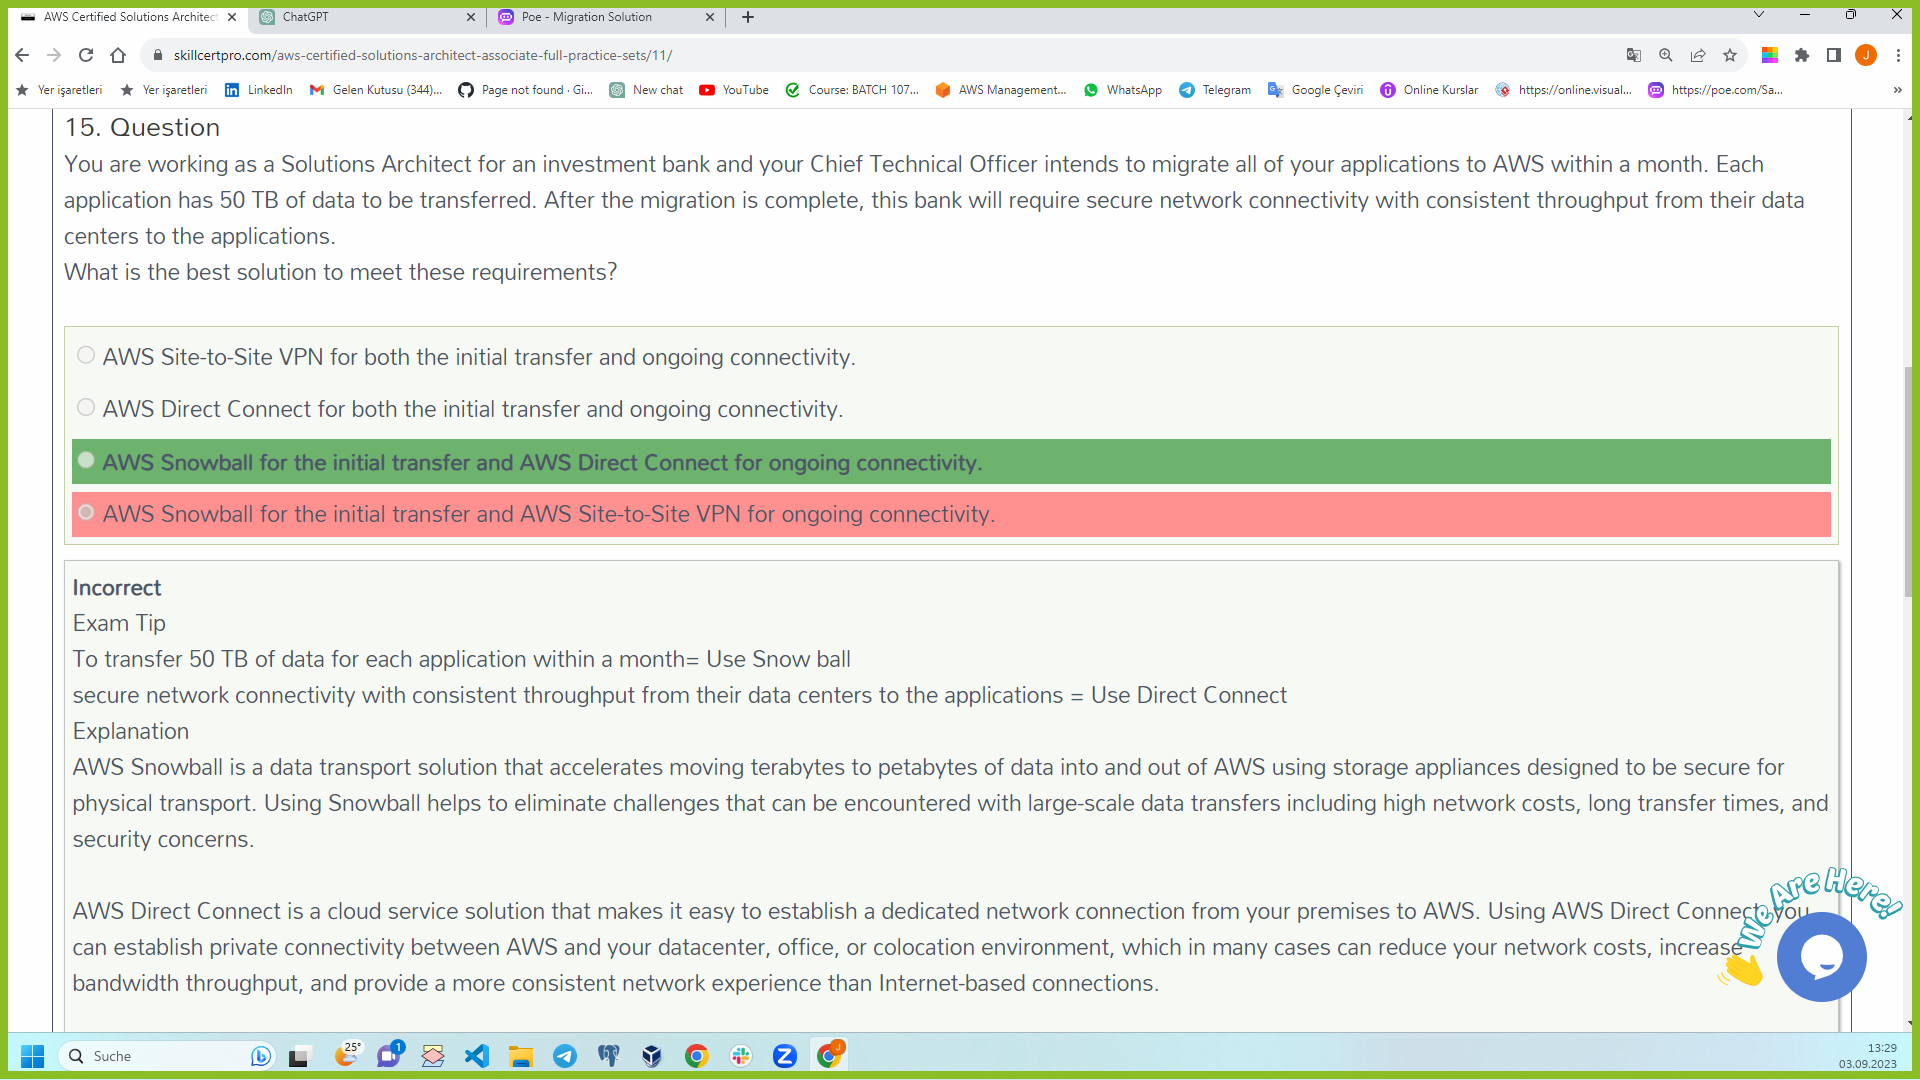 AWS Certified Solutions Architect
ChatGPT
Poe - Migration Solution
skillcertpro.com/aws-certified-solutions-architect-associate-full-practice-sets/11/
J
Yer işaretleri
Yer işaretleri
LinkedIn
Gelen Kutusu (344)...
Page not found · Gi...
New chat
YouTube
Course: BATCH 107...
AWS Management...
WhatsApp
Telegram
Google Çeviri
Online Kurslar
https://online.visual...
https://poe.com/Sa...
»
15. Question
You are working as a Solutions Architect for an investment bank and your Chief Technical Officer intends to migrate all of your applications to AWS within a month. Each
application has 50 TB of data to be transferred. After the migration is complete, this bank will require secure network connectivity with consistent throughput from their data
centers to the applications.
What is the best solution to meet these requirements?
AWS Site-to-Site VPN for both the initial transfer and ongoing connectivity.
AWS Direct Connect for both the initial transfer and ongoing connectivity.
AWS Snowball for the initial transfer and AWS Direct Connect for ongoing connectivity.
AWS Snowball for the initial transfer and AWS Site-to-Site VPN for ongoing connectivity.
Incorrect
Exam Tip
To transfer 50 TB of data for each application within a month= Use Snow ball
secure network connectivity with consistent throughput from their data centers to the applications = Use Direct Connect
Explanation
AWS Snowball is a data transport solution that accelerates moving terabytes to petabytes of data into and out of AWS using storage appliances designed to be secure for
physical transport. Using Snowball helps to eliminate challenges that can be encountered with large-scale data transfers including high network costs, long transfer times, and
security concerns.
AWS Direct Connect is a cloud service solution that makes it easy to establish a dedicated network connection from your premises to AWS. Using AWS Direct Connect, you
can establish private connectivity between AWS and your datacenter, office, or colocation environment, which in many cases can reduce your network costs, increase
bandwidth throughput, and provide a more consistent network experience than Internet-based connections.
We Are Here!
Suche
25°
1
J
13:29
03.09.2023